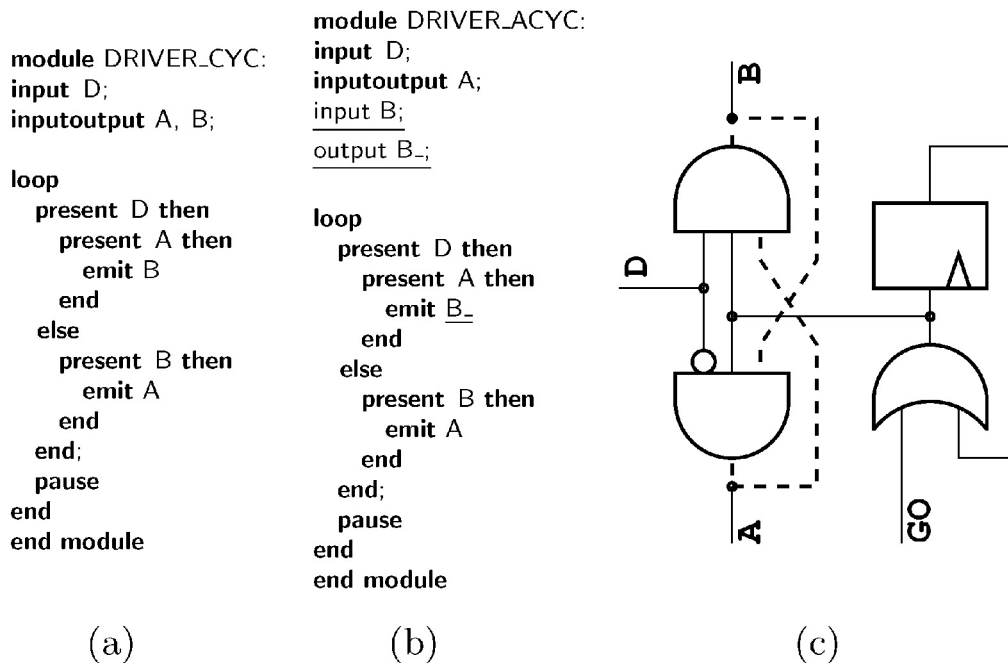 module DRIVER_CYC:
input D;
inputoutput A, B;
loop
present D then
present A then
emit B
end
else
present B then
emit A
end
end;
pause
end
end module
(a)
module DRIVER_ACYC:
input D;
inputoutput A;
input B;
output B_;
loop
present D then
present A then
emit B_
end
else
present B then
emit A
end
end;
pause
end
end module
(b)
B
D
A
GO
(c)